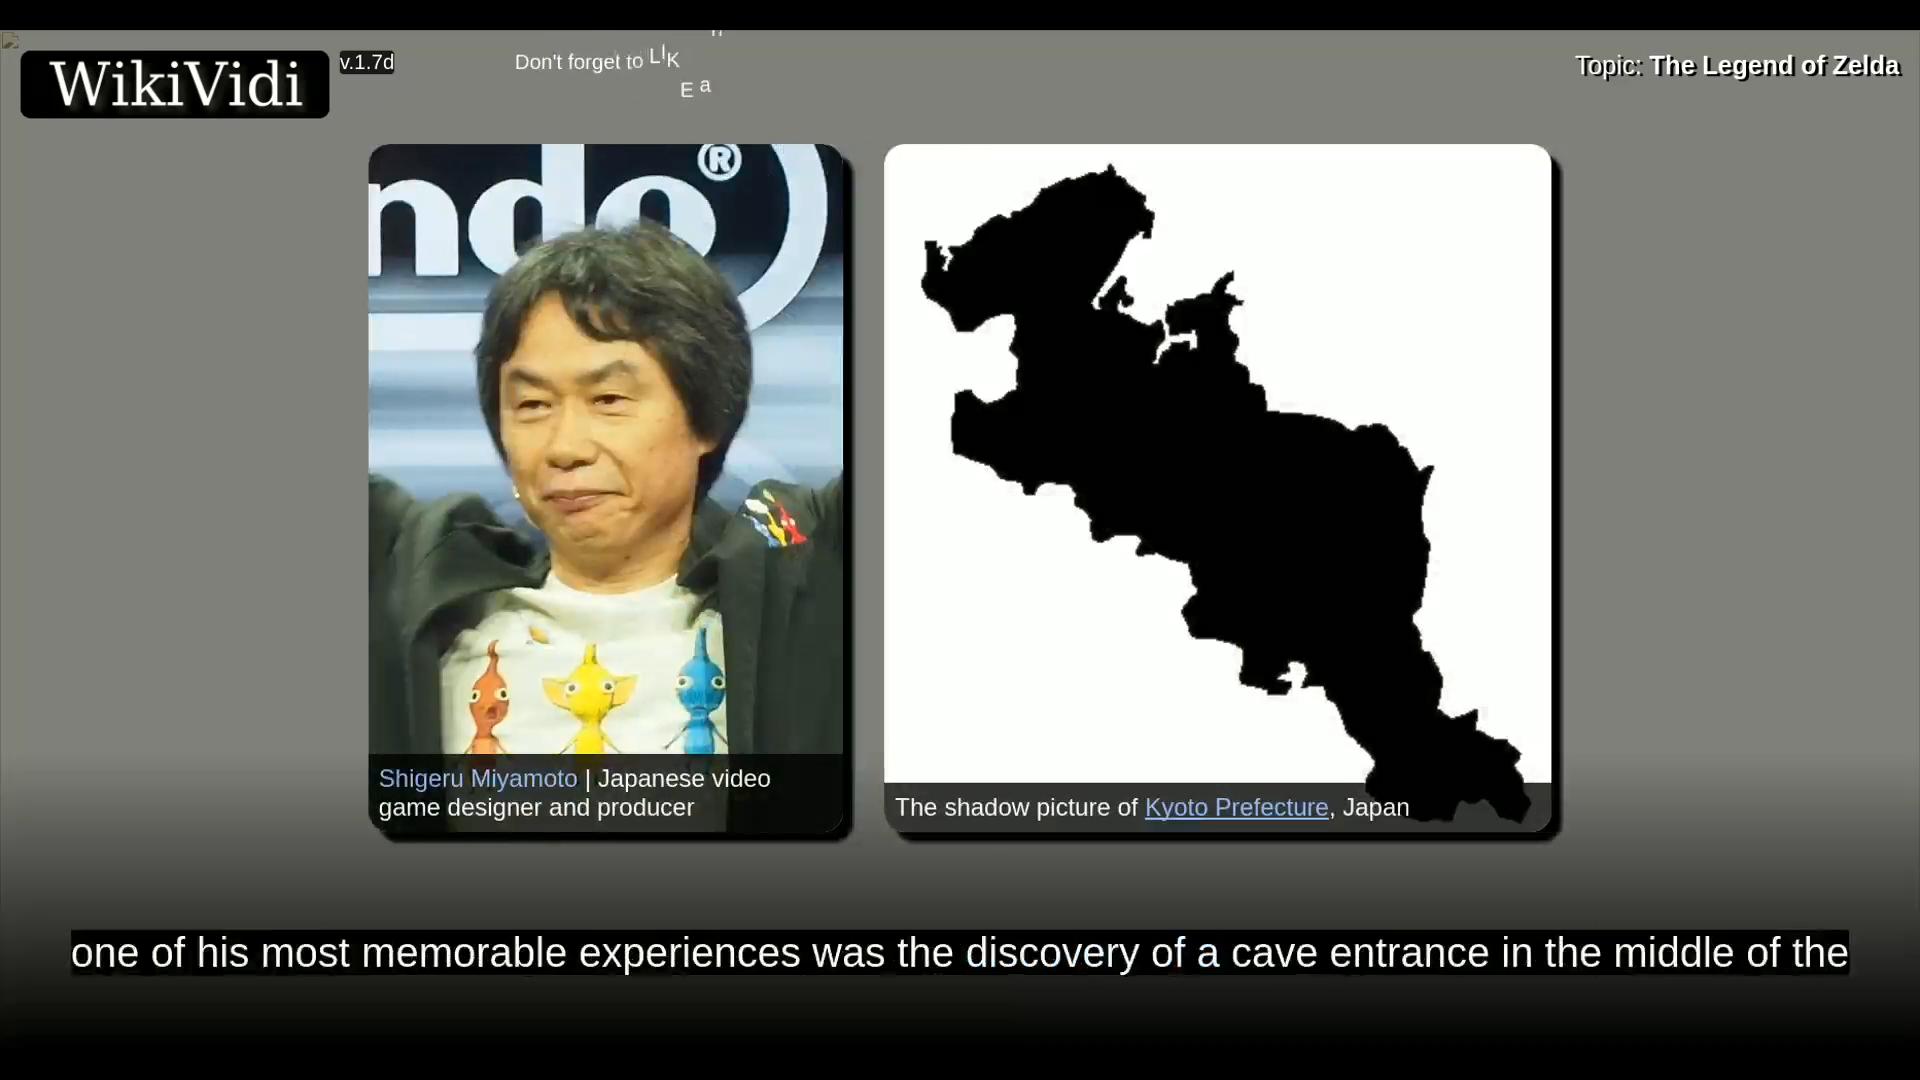 WikiVidi
v.1.7d
Don't forget to LIKE a
Topic: The Legend of Zelda
ndo®
Shigeru Miyamoto | Japanese video
game designer and producer
The shadow picture of Kyoto Prefecture, Japan
one of his most memorable experiences was the discovery of a cave entrance in the middle of the